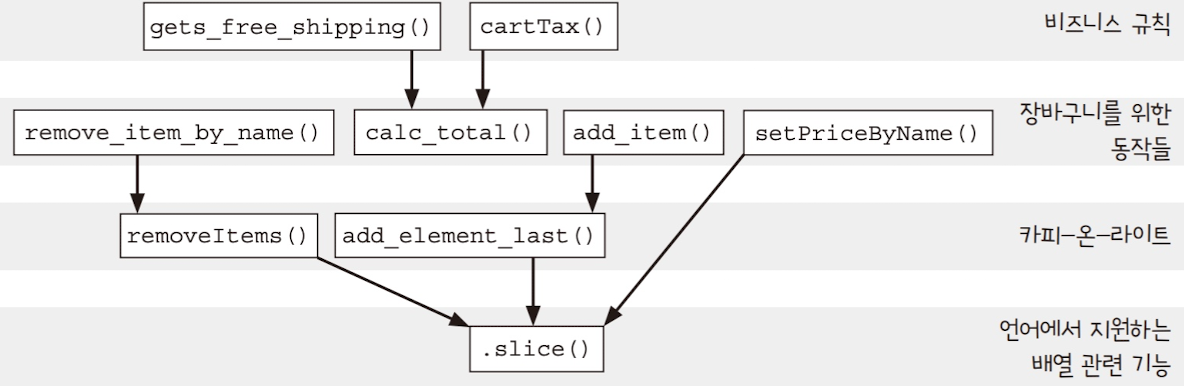 gets_free_shipping()
cartTax()
비즈니스 규칙
remove_item_by_name()
calc_total()
add_item()
setPriceByName()
장바구니를 위한
동작들
removeItems()
add_element_last()
카피-온-라이트
.slice()
언어에서 지원하는
배열 관련 기능